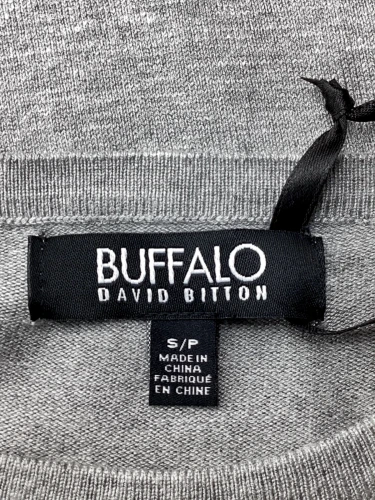 BUFFALO
DAVID BITTON
S/P
MADE IN
CHINA
FABRIQUÉ
EN CHINE